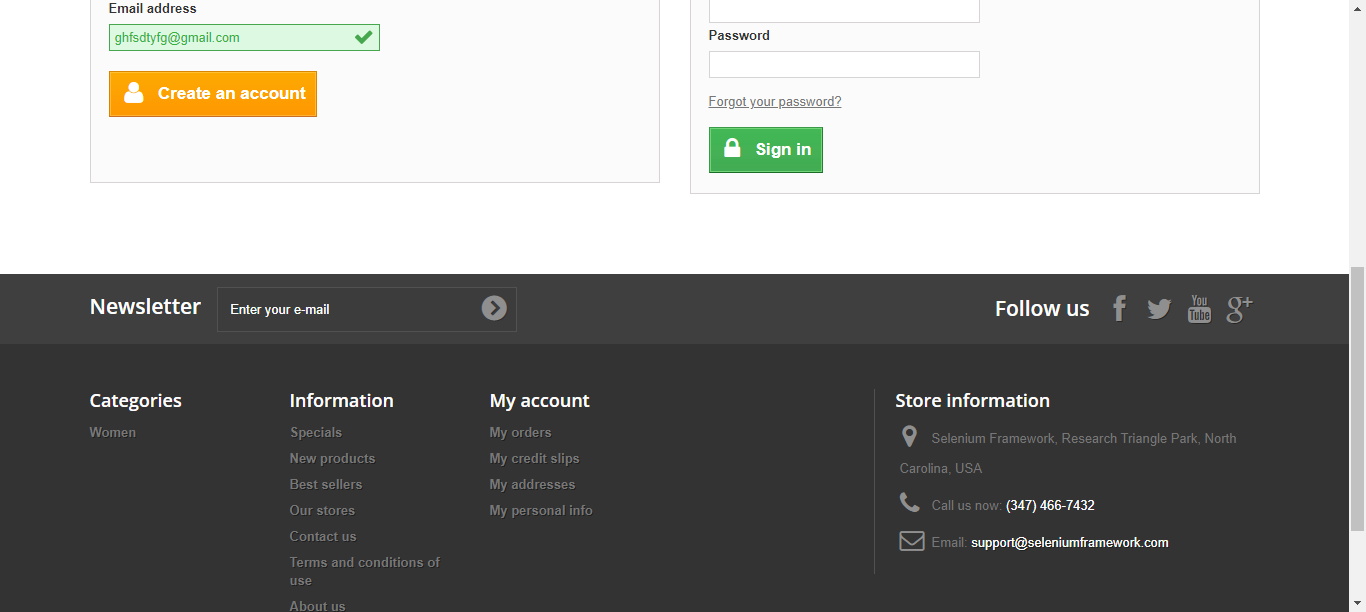 Email address
ghfsdtyfg@gmail.com
Create an account
Password
Forgot your password?
Sign in
Newsletter
Enter your e-mail
Follow us
You
Tube
g+
Categories
Women
Information
Specials
New products
Best sellers
Our stores
Contact us
Terms and conditions of
use
About us
My account
My orders
My credit slips
My addresses
My personal info
Store information
Selenium Framework, Research Triangle Park, North
Carolina, USA
Call us now: (347) 466-7432
Email: support@seleniumframework.com